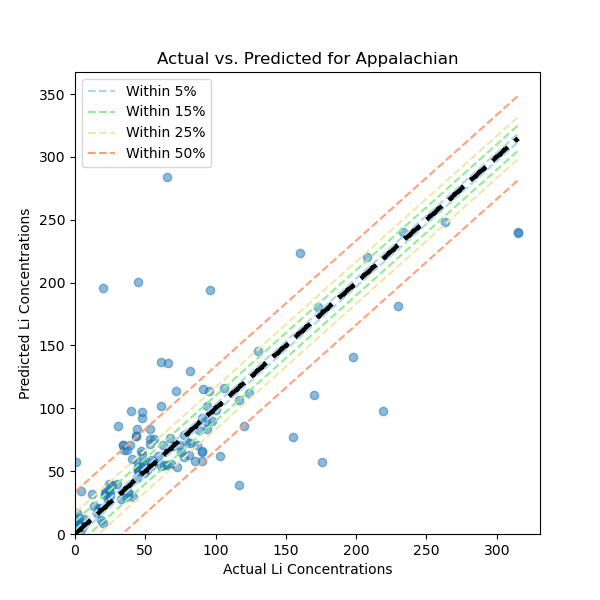 Actual vs. Predicted for Appalachian
Within 5%
Within 15%
Within 25%
Within 50%
350
300
250
200
150
100
50
0
Predicted Li Concentrations
0 50 100 150 200 250 300
Actual Li Concentrations